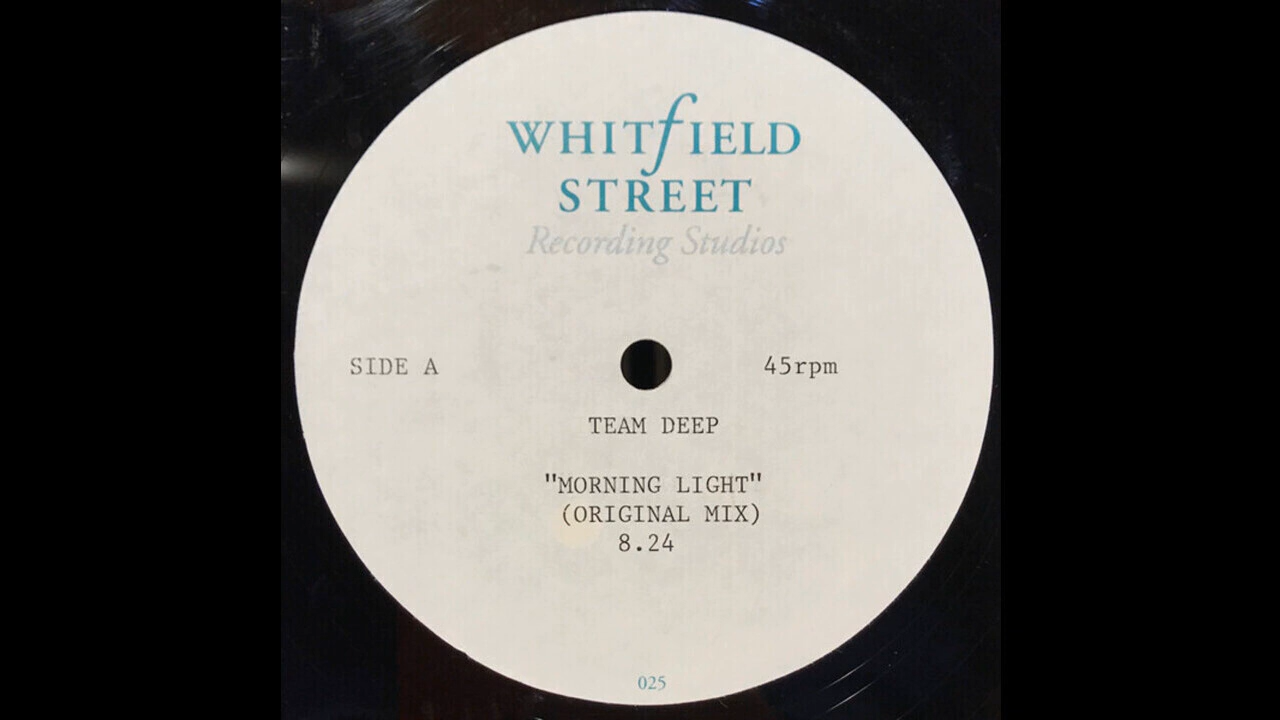 WHITfIELD
STREET
Recording Studios
SIDE A
45rpm
TEAM DEEP
"MORNING LIGHT"
(ORIGINAL MIX)
8.24
025